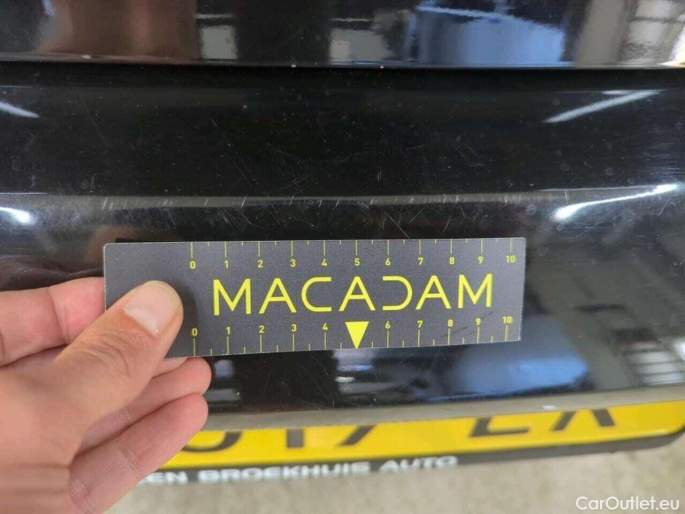 0 1 2 3 4 5 6 7 8 9 10
MACADAM
0 1 2 3 4 6 7 8 9 10
EN BROEKHUIS AUTO
CarOutlet.eu